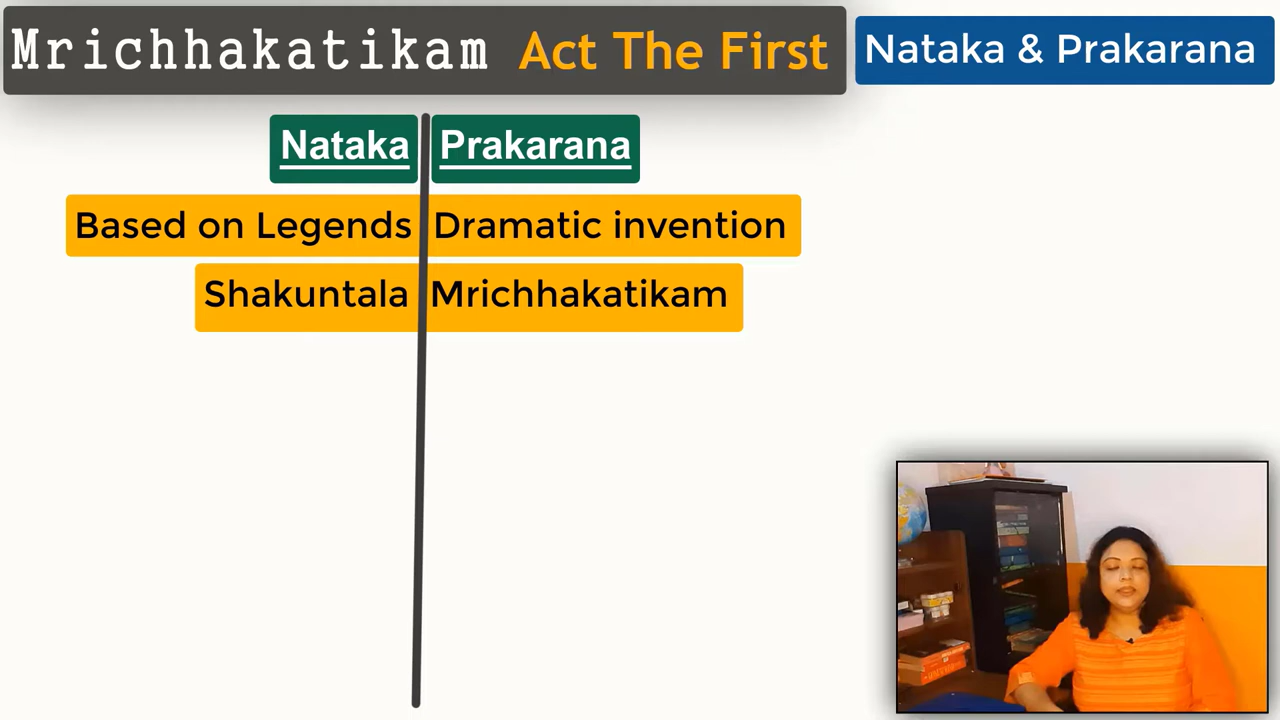 Mrichhakatikam Act The First
Nataka & Prakarana
Nataka Prakarana
Based on Legends Dramatic invention
Shakuntala Mrichhakatikam